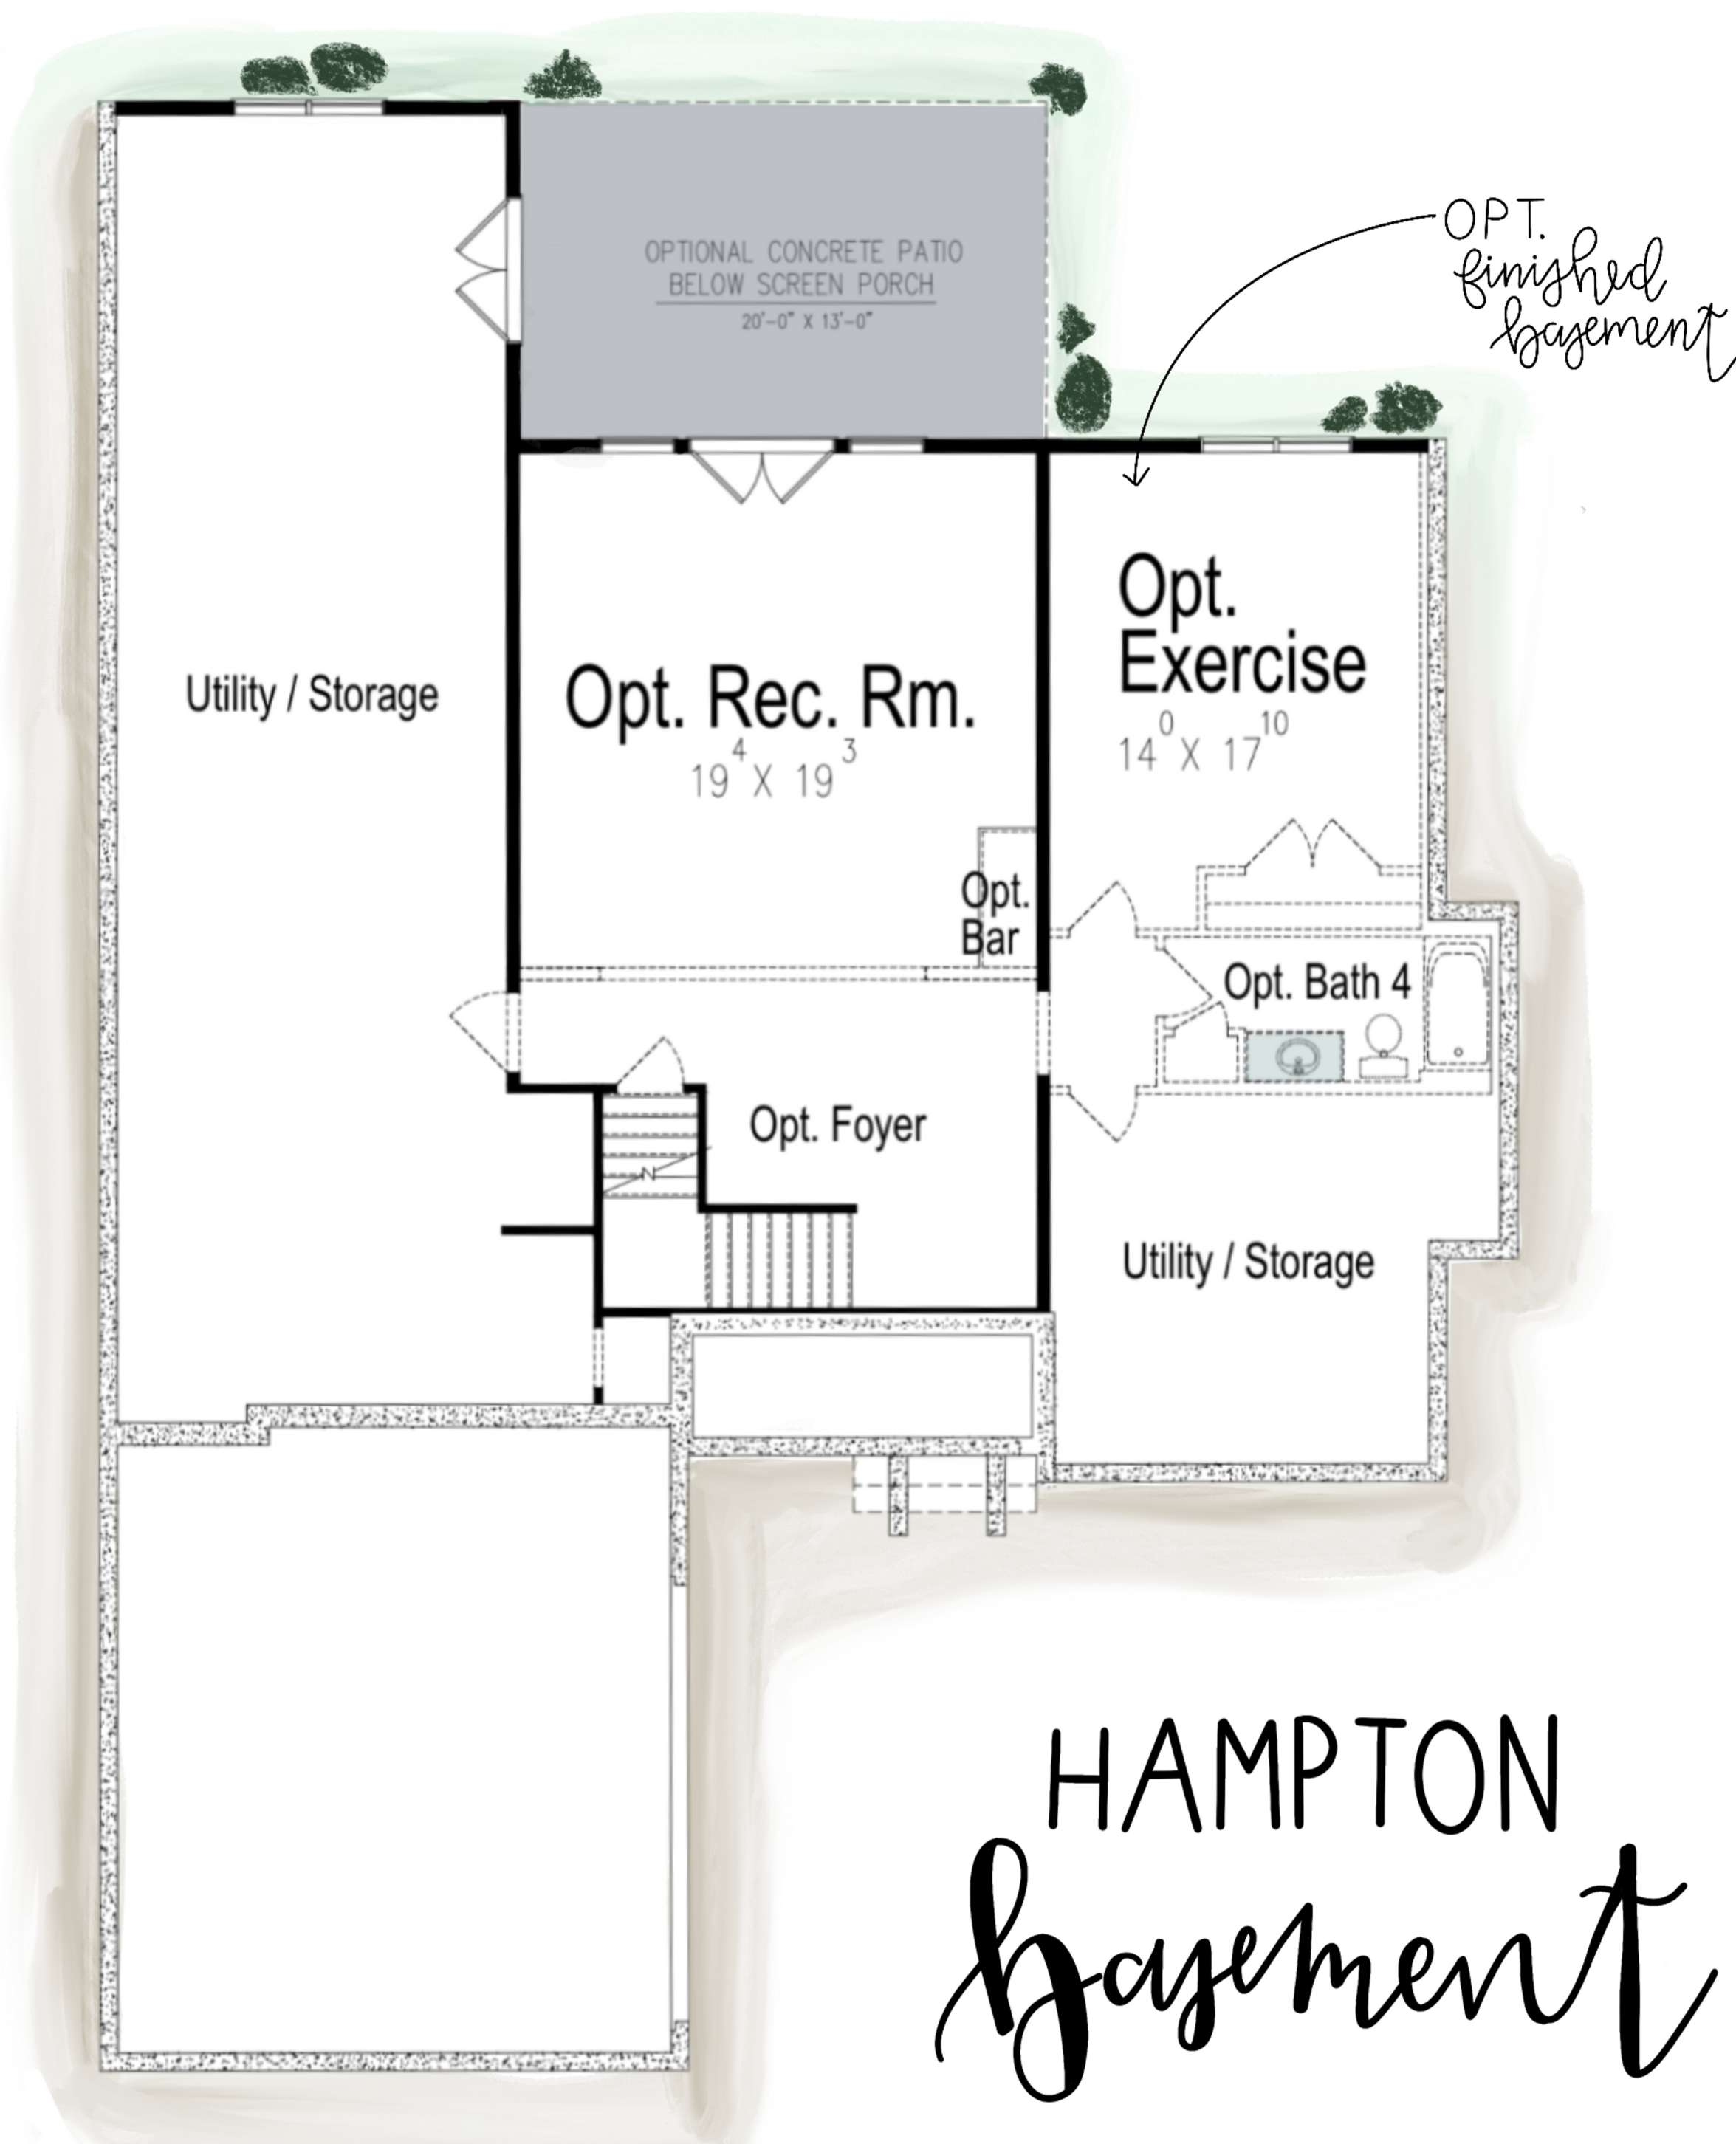 OPTIONAL CONCRETE PATIO
BELOW SCREEN PORCH
20'-0" X 13'-0"
OPT.
finished
basement
Utility / Storage
Opt. Rec. Rm.
19⁴ X 19³
Opt.
Exercise
14⁰ X 17¹⁰
Opt.
Bar
Opt. Bath 4
Opt. Foyer
Utility / Storage
HAMPTON
basement